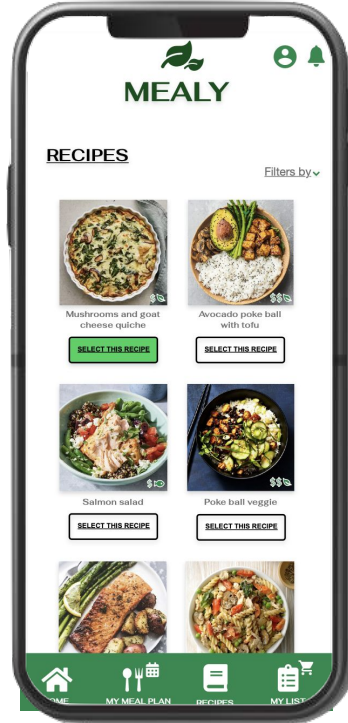 MEALY
RECIPES
Filters by
$
$$
Mushrooms and goat
cheese quiche
Avocado poke ball
with tofu
SELECT THIS RECIPE
SELECT THIS RECIPE
$
$$
Salmon salad
Poke ball veggie
SELECT THIS RECIPE
SELECT THIS RECIPE
OME
MY MEAL PLAN
RECIPES
MY LIST